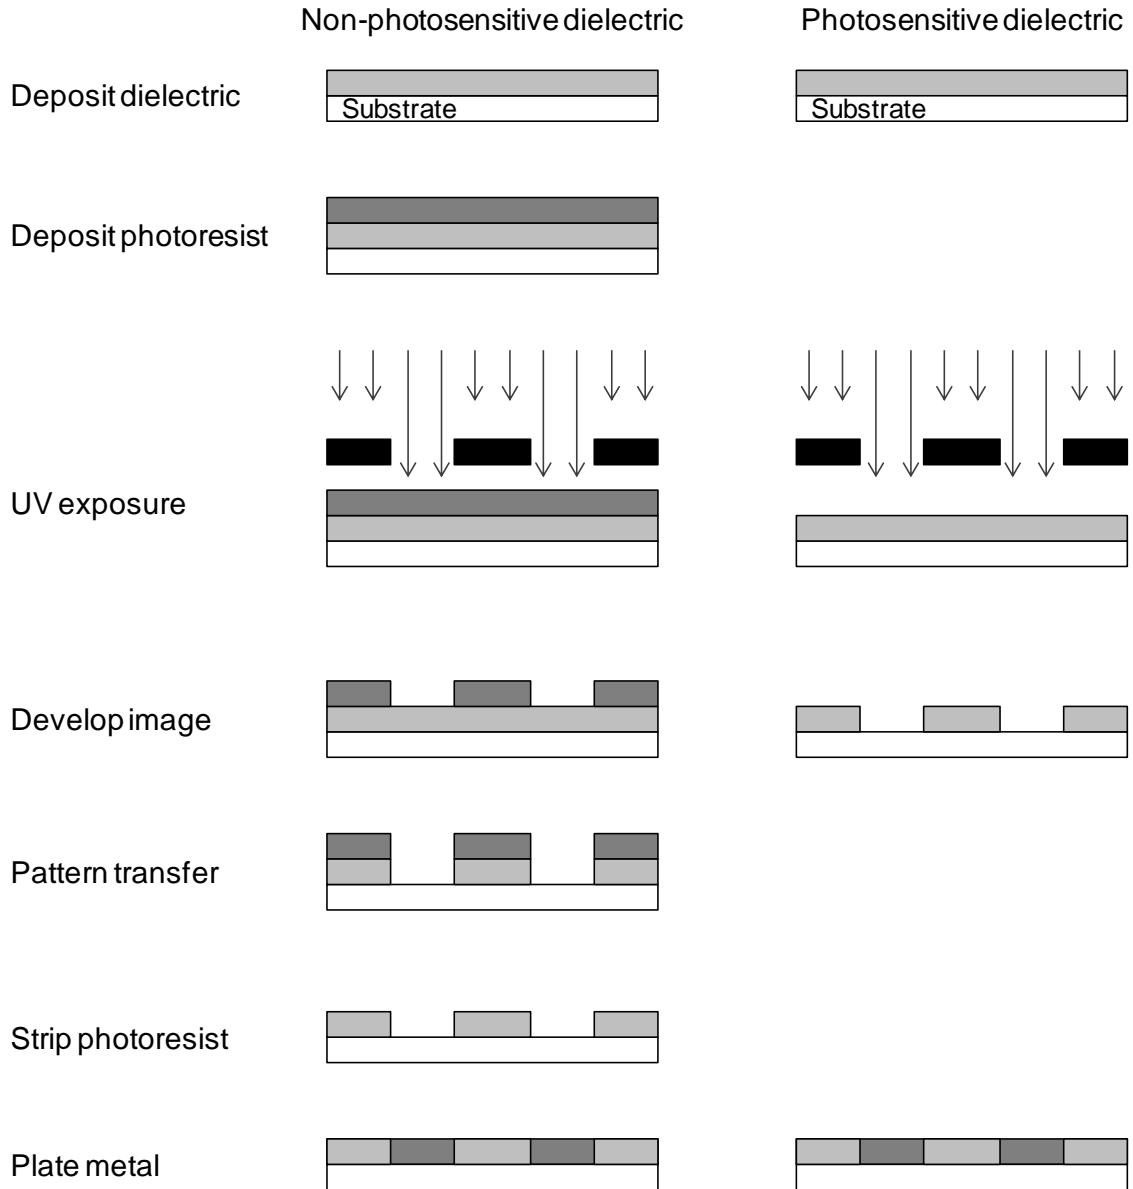 Non-photosensitive dielectric
Photosensitive dielectric
Deposit dielectric
Substrate
Substrate
Deposit photoresist
UV exposure
Develop image
Pattern transfer
Strip photoresist
Plate metal